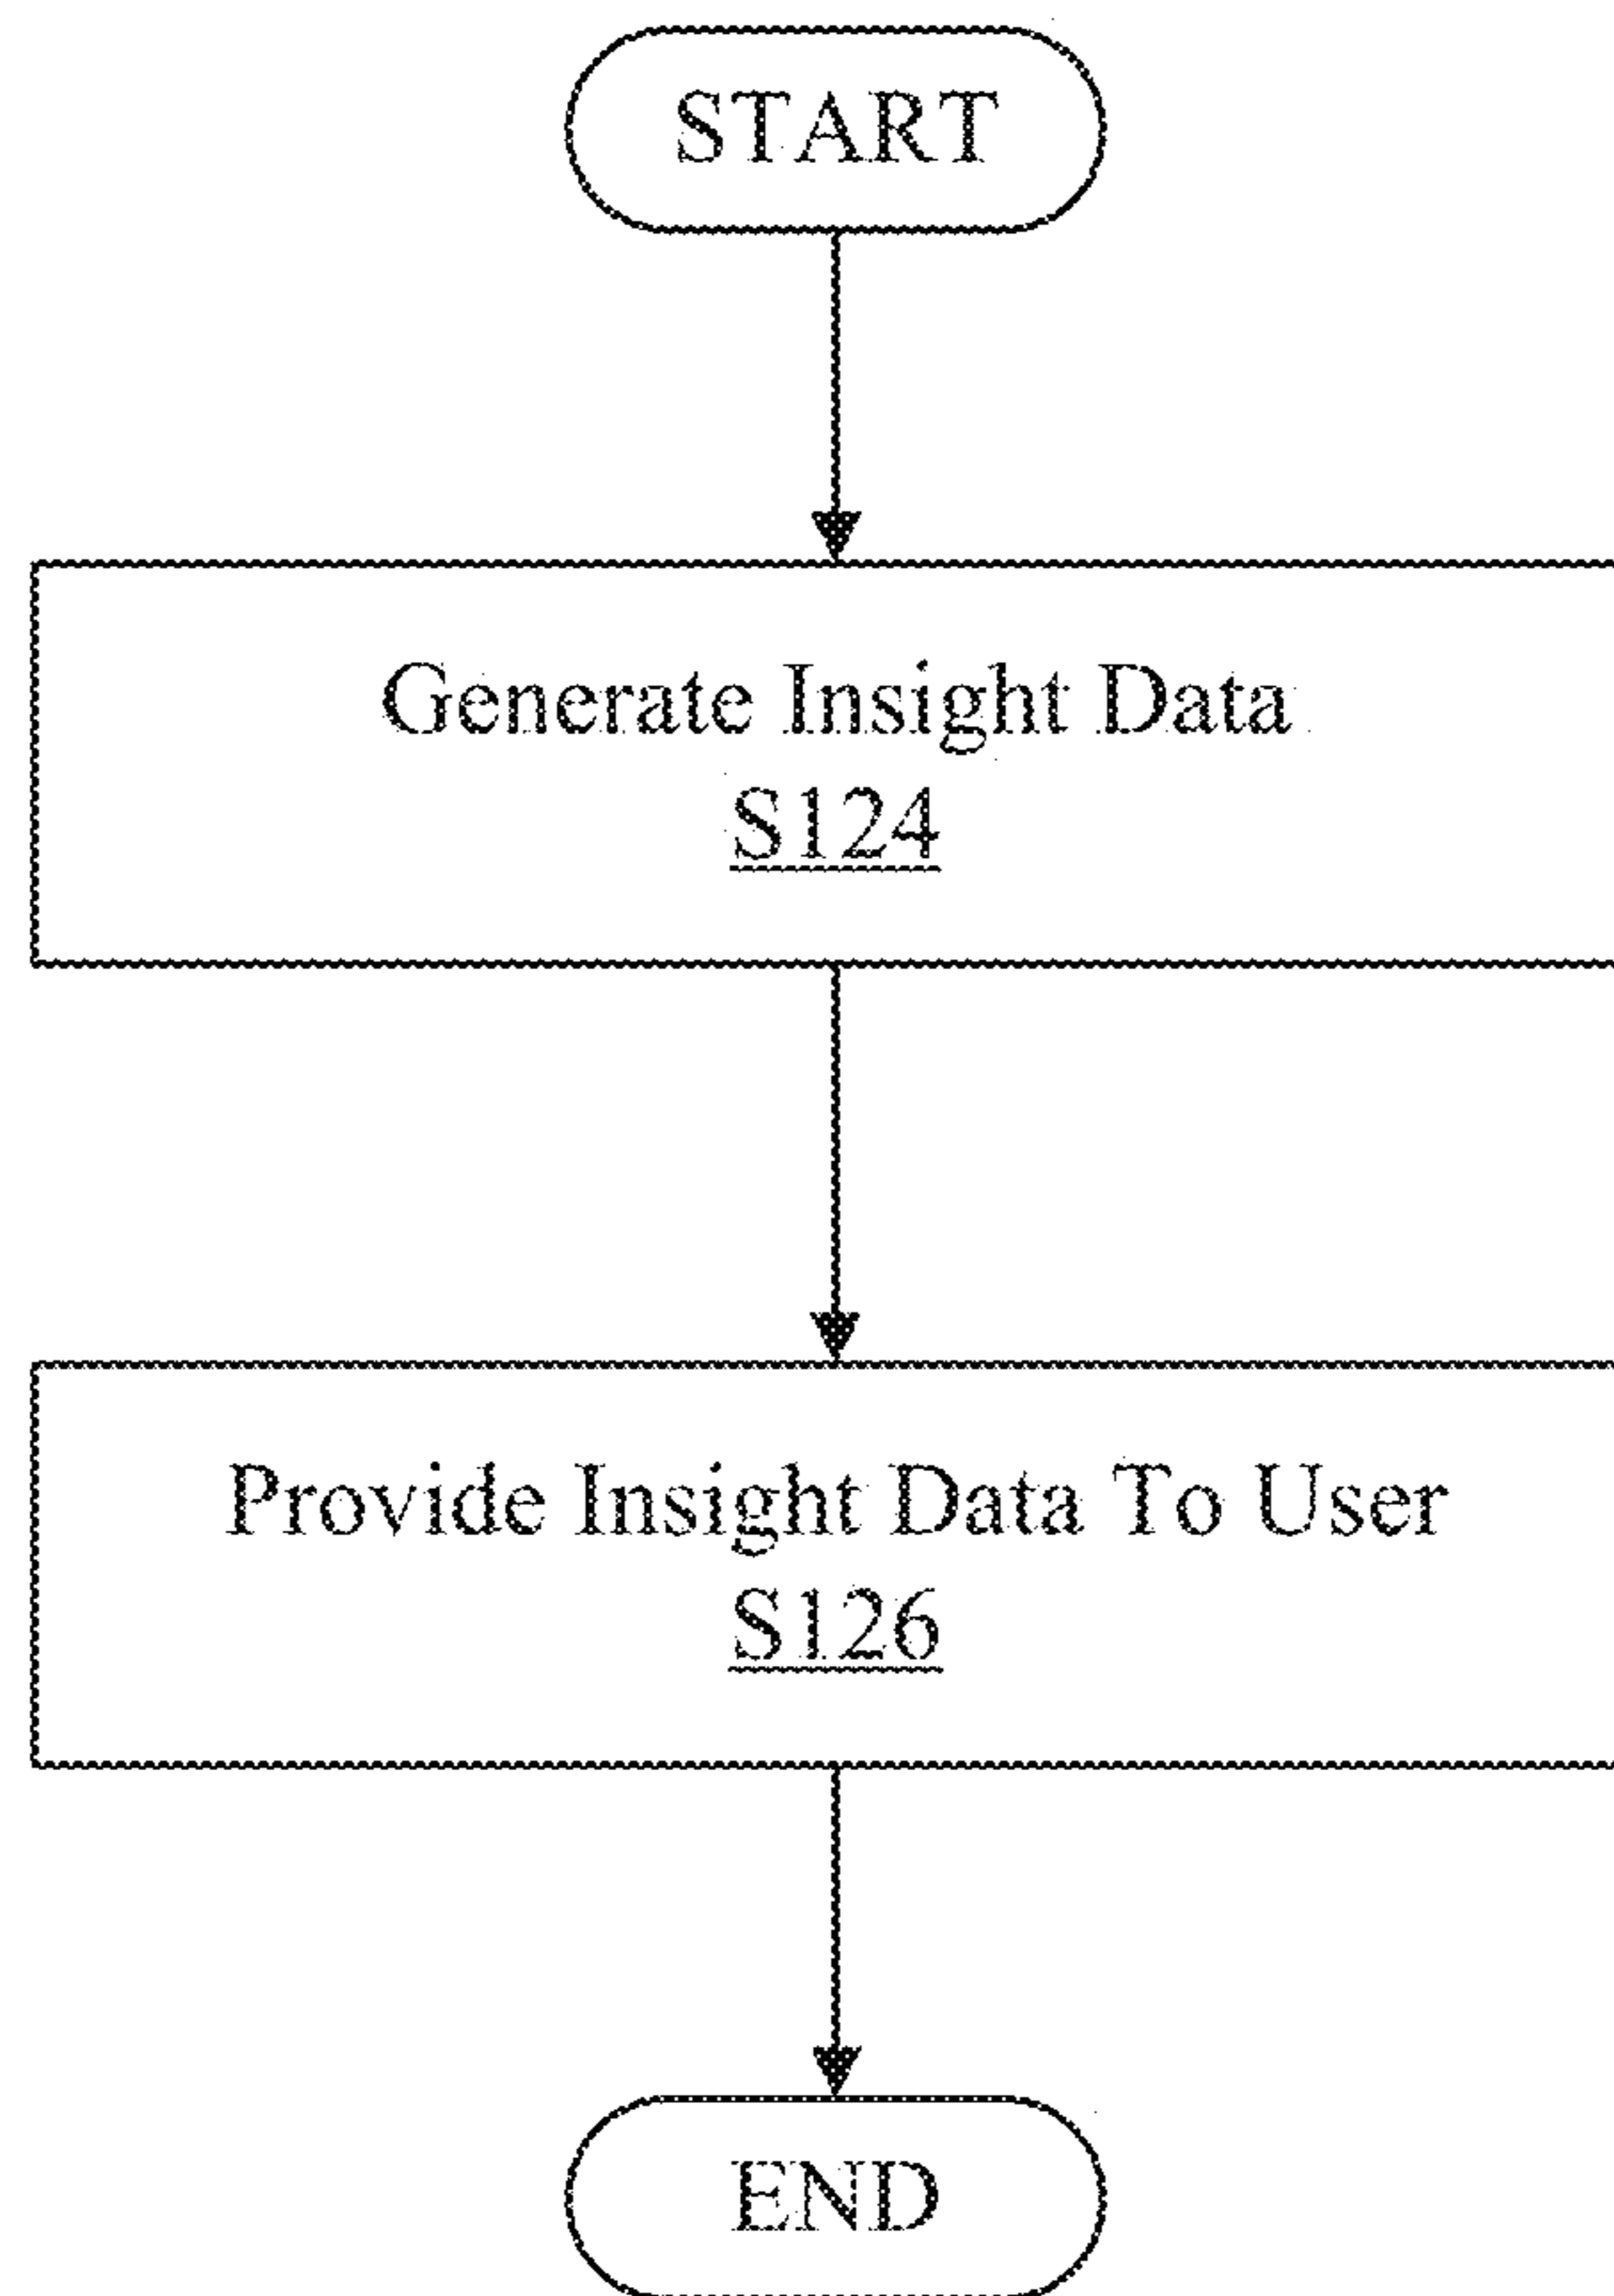 START
Generate Insight Data
S124
Provide Insight Data To User
S126
END